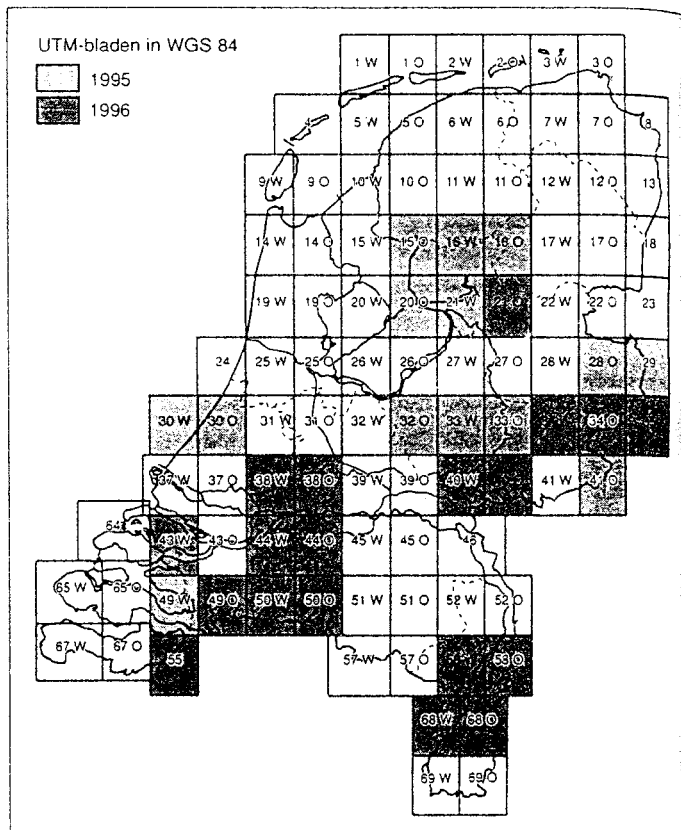 UTM-bladen in WGS 84
1995
1996
1 W 1 O 2 W 2 O 3 W 3 O
4 5 W 5 O 6 W 6 O 7 W 7 O 8
9 W 9 O 10 W 10 O 11 W 11 O 12 W 12 O 13
14 W 14 O 15 W 15 O 16 W 16 O 17 W 17 O 18
19 W 19 O 20 W 20 O 21 W 21 O 22 W 22 O 23
24 25 W 25 O 26 W 26 O 27 W 27 O 28 W 28 O 29
30 W 30 O 31 W 31 O 32 W 32 O 33 W 33 O 34 O
37 W 37 O 38 W 38 O 39 W 39 O 40 W 41 W 41 O
64 43 W 43 O 44 W 44 O 45 W 45 O 46
65 W 65 O 49 W 49 O 50 W 50 O 51 W 51 O 52 W 52 O
67 W 67 O 55 57 W 57 O 58 O
68 W 68 O
69 W 69 O